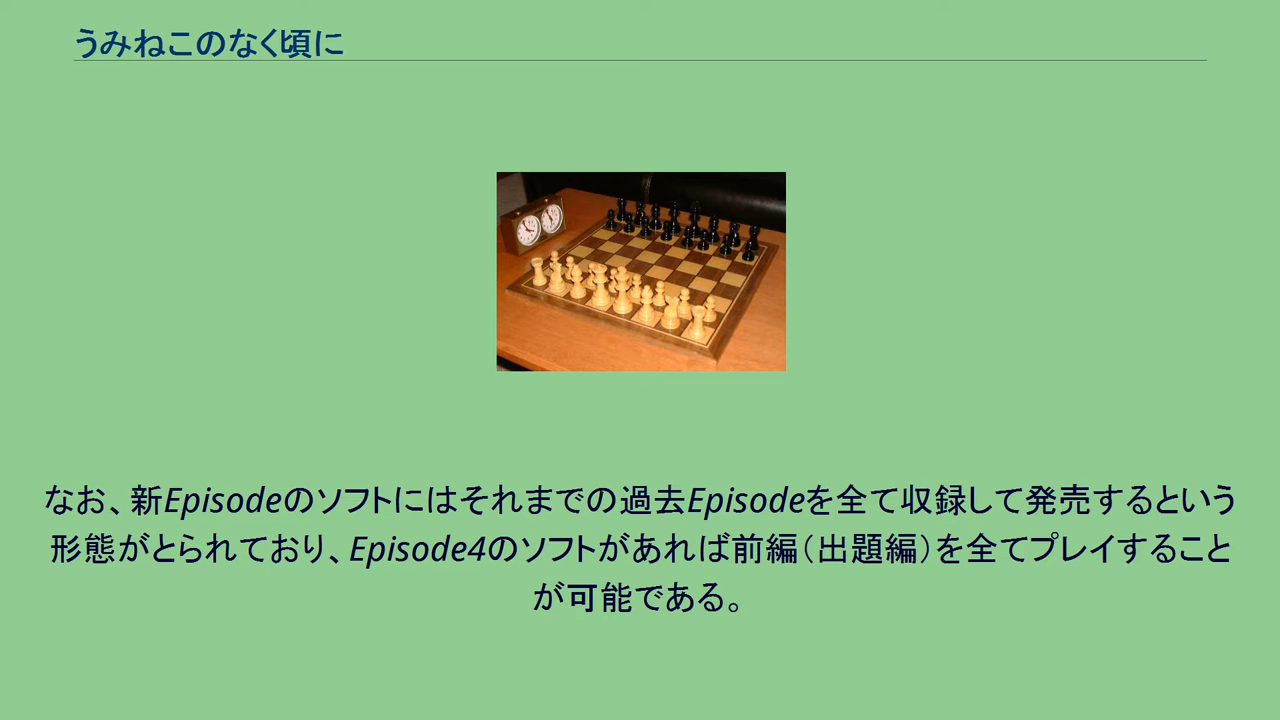 うみねこのなく頃に
なお、新Episodeのソフトにはそれまでの過去Episodeを全て収録して発売するという
形態がとられており、Episode4のソフトがあれば前編（出題編）を全てプレイすること
が可能である。